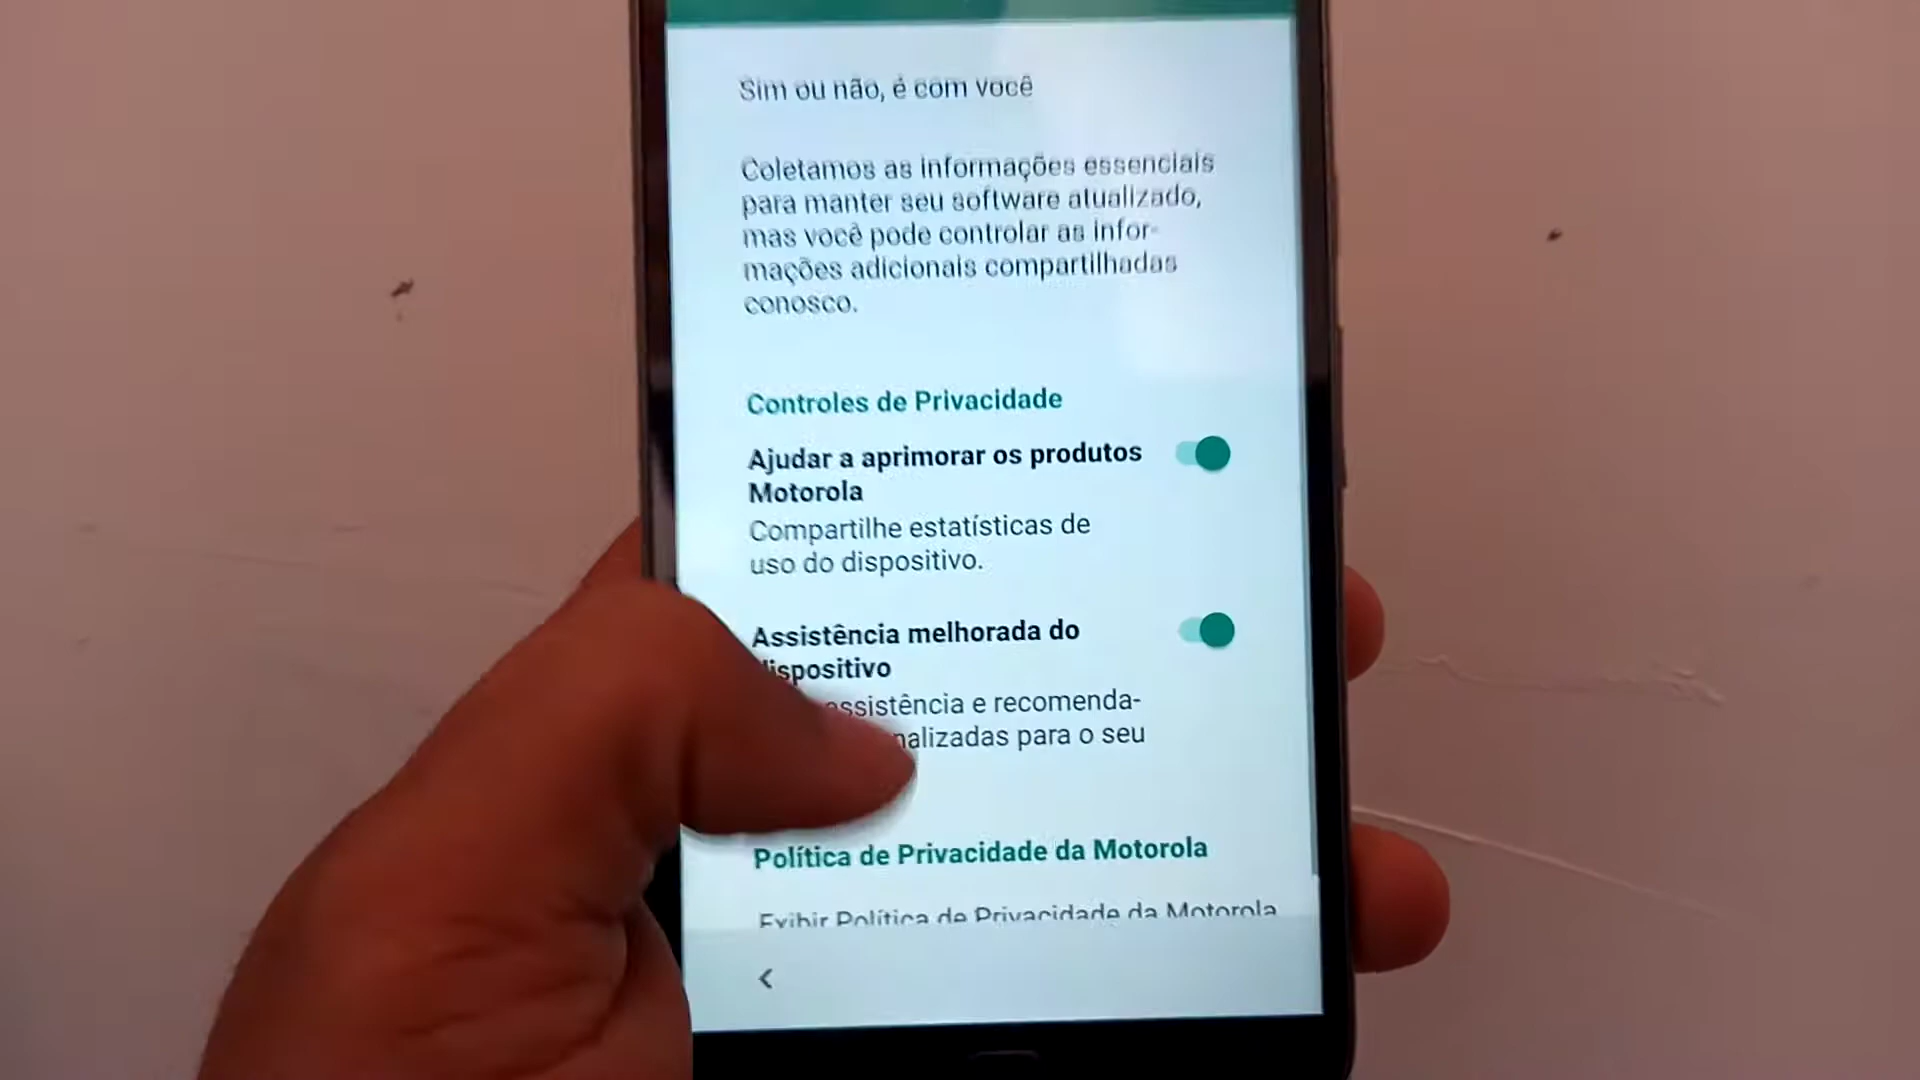 Sim ou não, é com você
Coletamos as informações essenciais
para manter seu software atualizado,
mas você pode controlar as infor-
mações adicionais compartilhadas
conosco.
Controles de Privacidade
Ajudar a aprimorar os produtos
Motorola
Compartilhe estatísticas de
uso do dispositivo.
Assistência melhorada do
ispositivo
assistência e recomenda-
nalizadas para o seu
Política de Privacidade da Motorola
Exibir Política de Privacidade da Motorola